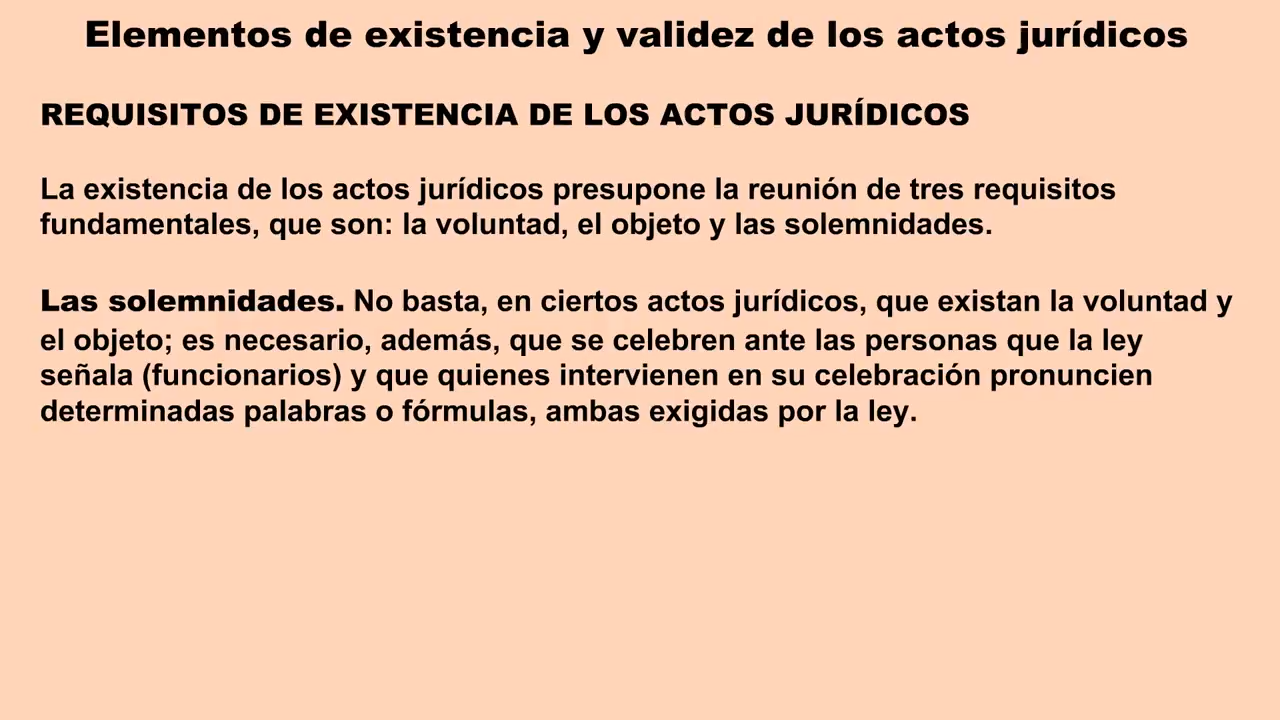 Elementos de existencia y validez de los actos jurídicos
REQUISITOS DE EXISTENCIA DE LOS ACTOS JURÍDICOS
La existencia de los actos jurídicos presupone la reunión de tres requisitos
fundamentales, que son: la voluntad, el objeto y las solemnidades.
Las solemnidades. No basta, en ciertos actos jurídicos, que existan la voluntad y
el objeto; es necesario, además, que se celebren ante las personas que la ley
señala (funcionarios) y que quienes intervienen en su celebración pronuncien
determinadas palabras o fórmulas, ambas exigidas por la ley.